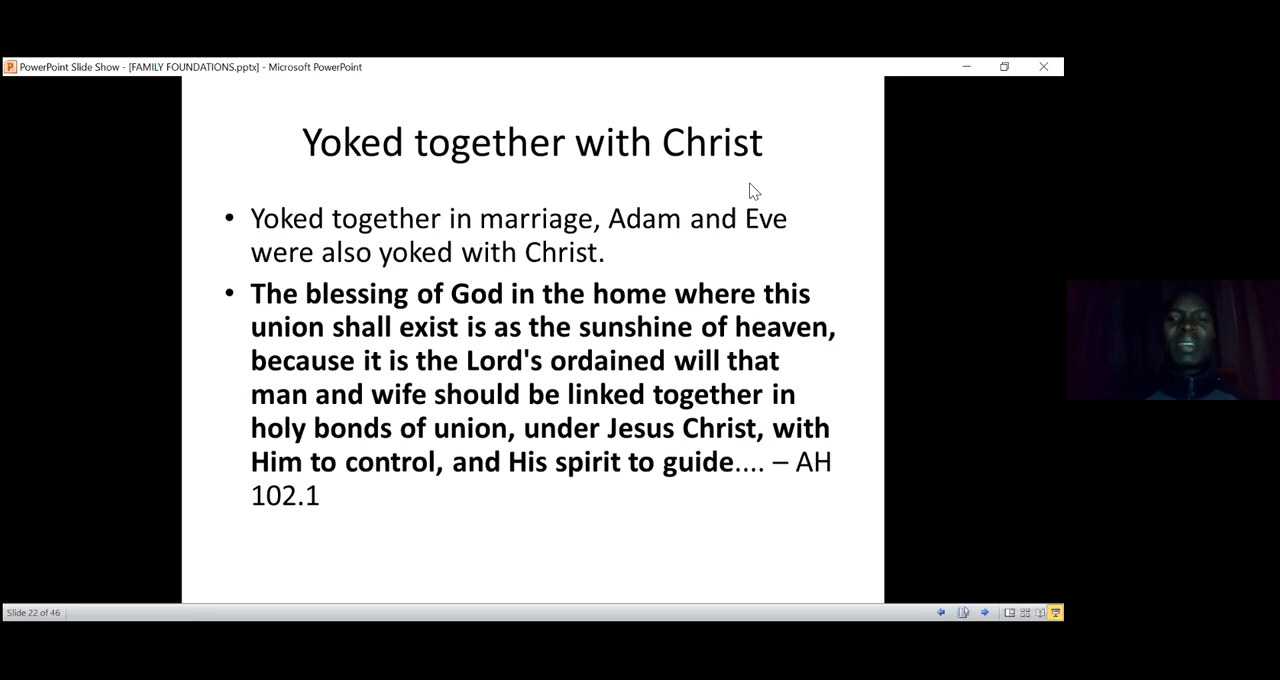 PowerPoint Slide Show - [FAMILY FOUNDATIONS.pptx] - Microsoft PowerPoint
Yoked together with Christ
• Yoked together in marriage, Adam and Eve
were also yoked with Christ.
• The blessing of God in the home where this
union shall exist is as the sunshine of heaven,
because it is the Lord's ordained will that
man and wife should be linked together in
holy bonds of union, under Jesus Christ, with
Him to control, and His spirit to guide.... – AH
102.1
Slide 22 of 46